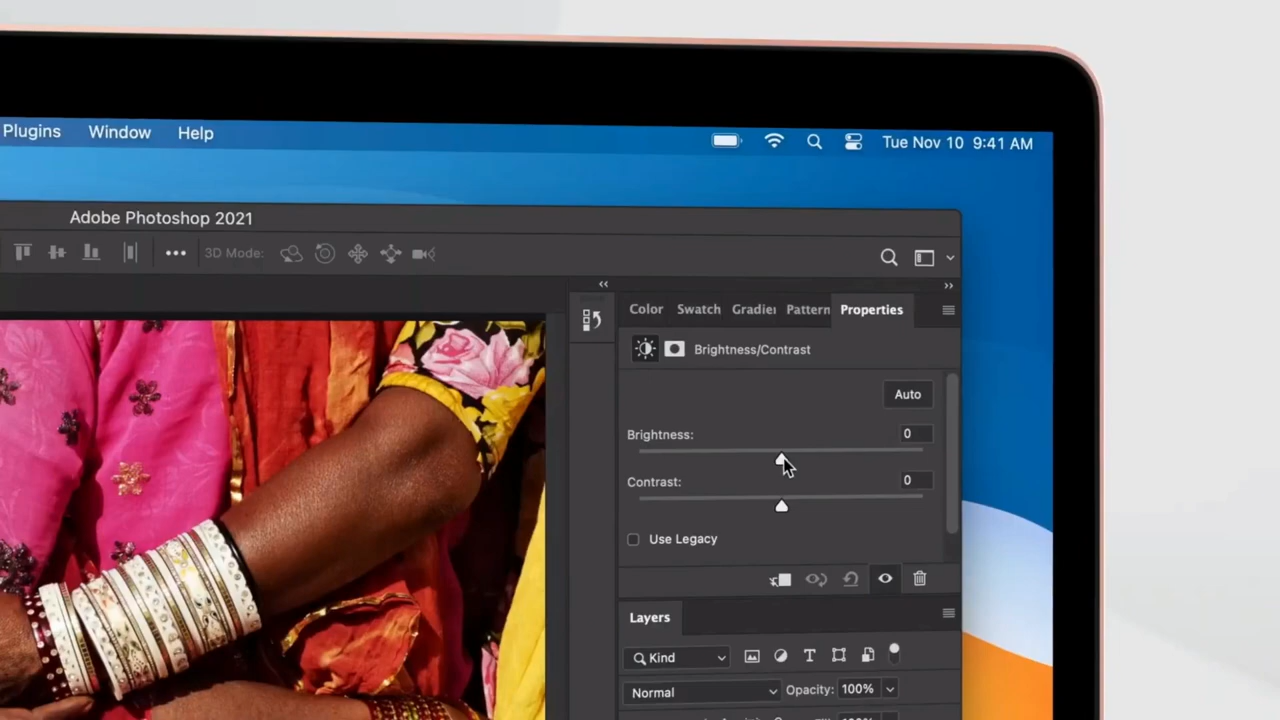 Plugins Window Help Tue Nov 10 9:41 AM
Adobe Photoshop 2021
3D Mode:
Color Swatch Gradie Pattern Properties
Brightness/Contrast
Auto
Brightness: 0
Contrast: 0
Use Legacy
Layers
Kind
Normal Opacity: 100%